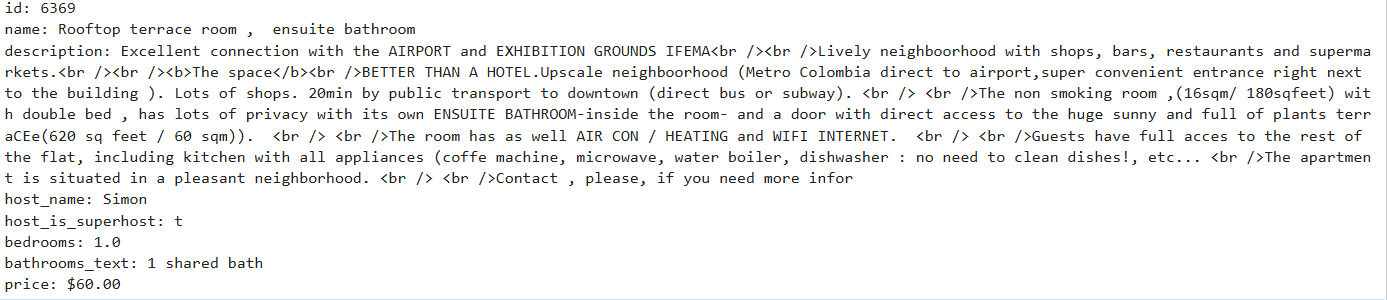 id: 6369
name: Rooftop terrace room ,  ensuite bathroom
description: Excellent connection with the AIRPORT and EXHIBITION GROUNDS IFEMA<br /><br />Lively neighboorhood with shops, bars, restaurants and superma
rkets.<br /><br /><b>The space</b><br />BETTER THAN A HOTEL.Upscale neighboorhood (Metro Colombia direct to airport,super convenient entrance right next
to the building ). Lots of shops. 20min by public transport to downtown (direct bus or subway). <br /> <br />The non smoking room ,(16sqm/ 180sqfeet) wit
h double bed , has lots of privacy with its own ENSUITE BATHROOM-inside the room- and a door with direct access to the huge sunny and full of plants terr
aCEe(620 sq feet / 60 sqm)).  <br /> <br />The room has as well AIR CON / HEATING and WIFI INTERNET.  <br /> <br />Guests have full acces to the rest of
the flat, including kitchen with all appliances (coffe machine, microwave, water boiler, dishwasher : no need to clean dishes!, etc... <br />The apartmen
t is situated in a pleasant neighborhood. <br /> <br />Contact , please, if you need more infor
host_name: Simon
host_is_superhost: t
bedrooms: 1.0
bathrooms_text: 1 shared bath
price: $60.00